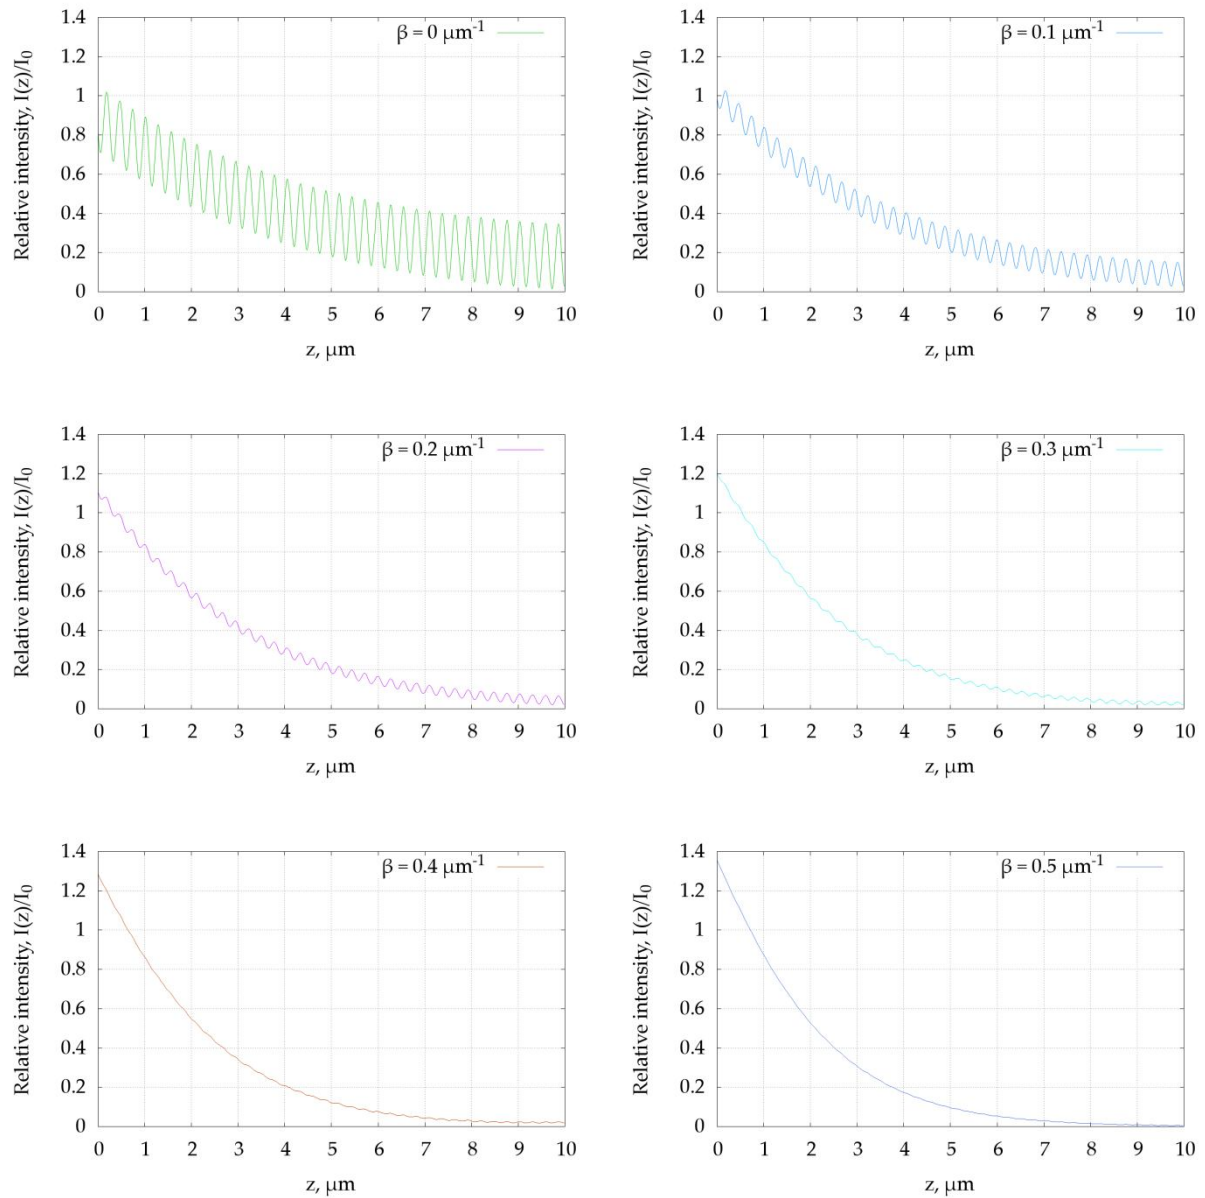 1.4
1.2
1
0.8
0.6
0.4
0.2
0
Relative intensity, I(z)/I₀
β = 0 μm⁻¹
0 1 2 3 4 5 6 7 8 9 10
z, μm
1.4
1.2
1
0.8
0.6
0.4
0.2
0
Relative intensity, I(z)/I₀
β = 0.1 μm⁻¹
0 1 2 3 4 5 6 7 8 9 10
z, μm
1.4
1.2
1
0.8
0.6
0.4
0.2
0
Relative intensity, I(z)/I₀
β = 0.2 μm⁻¹
0 1 2 3 4 5 6 7 8 9 10
z, μm
1.4
1.2
1
0.8
0.6
0.4
0.2
0
Relative intensity, I(z)/I₀
β = 0.3 μm⁻¹
0 1 2 3 4 5 6 7 8 9 10
z, μm
1.4
1.2
1
0.8
0.6
0.4
0.2
0
Relative intensity, I(z)/I₀
β = 0.4 μm⁻¹
0 1 2 3 4 5 6 7 8 9 10
z, μm
1.4
1.2
1
0.8
0.6
0.4
0.2
0
Relative intensity, I(z)/I₀
β = 0.5 μm⁻¹
0 1 2 3 4 5 6 7 8 9 10
z, μm